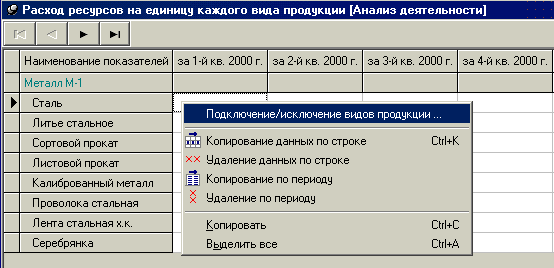 Расход ресурсов на единицу каждого вида продукции [Анализ деятельности]
Наименование показателей за 1-й кв. 2000 г. за 2-й кв. 2000 г. за 3-й кв. 2000 г. за 4-й кв. 2000 г.
Металл М-1
Сталь
Литье стальное
Сортовой прокат
Листовой прокат
Калиброванный металл
Проволока стальная
Лента стальная х.к.
Серебрянка
Подключение/исключение видов продукции ...
Копирование данных по строке Ctrl+K
Удаление данных по строке
Копирование по периоду
Удаление по периоду
Копировать Ctrl+C
Выделить все Ctrl+A